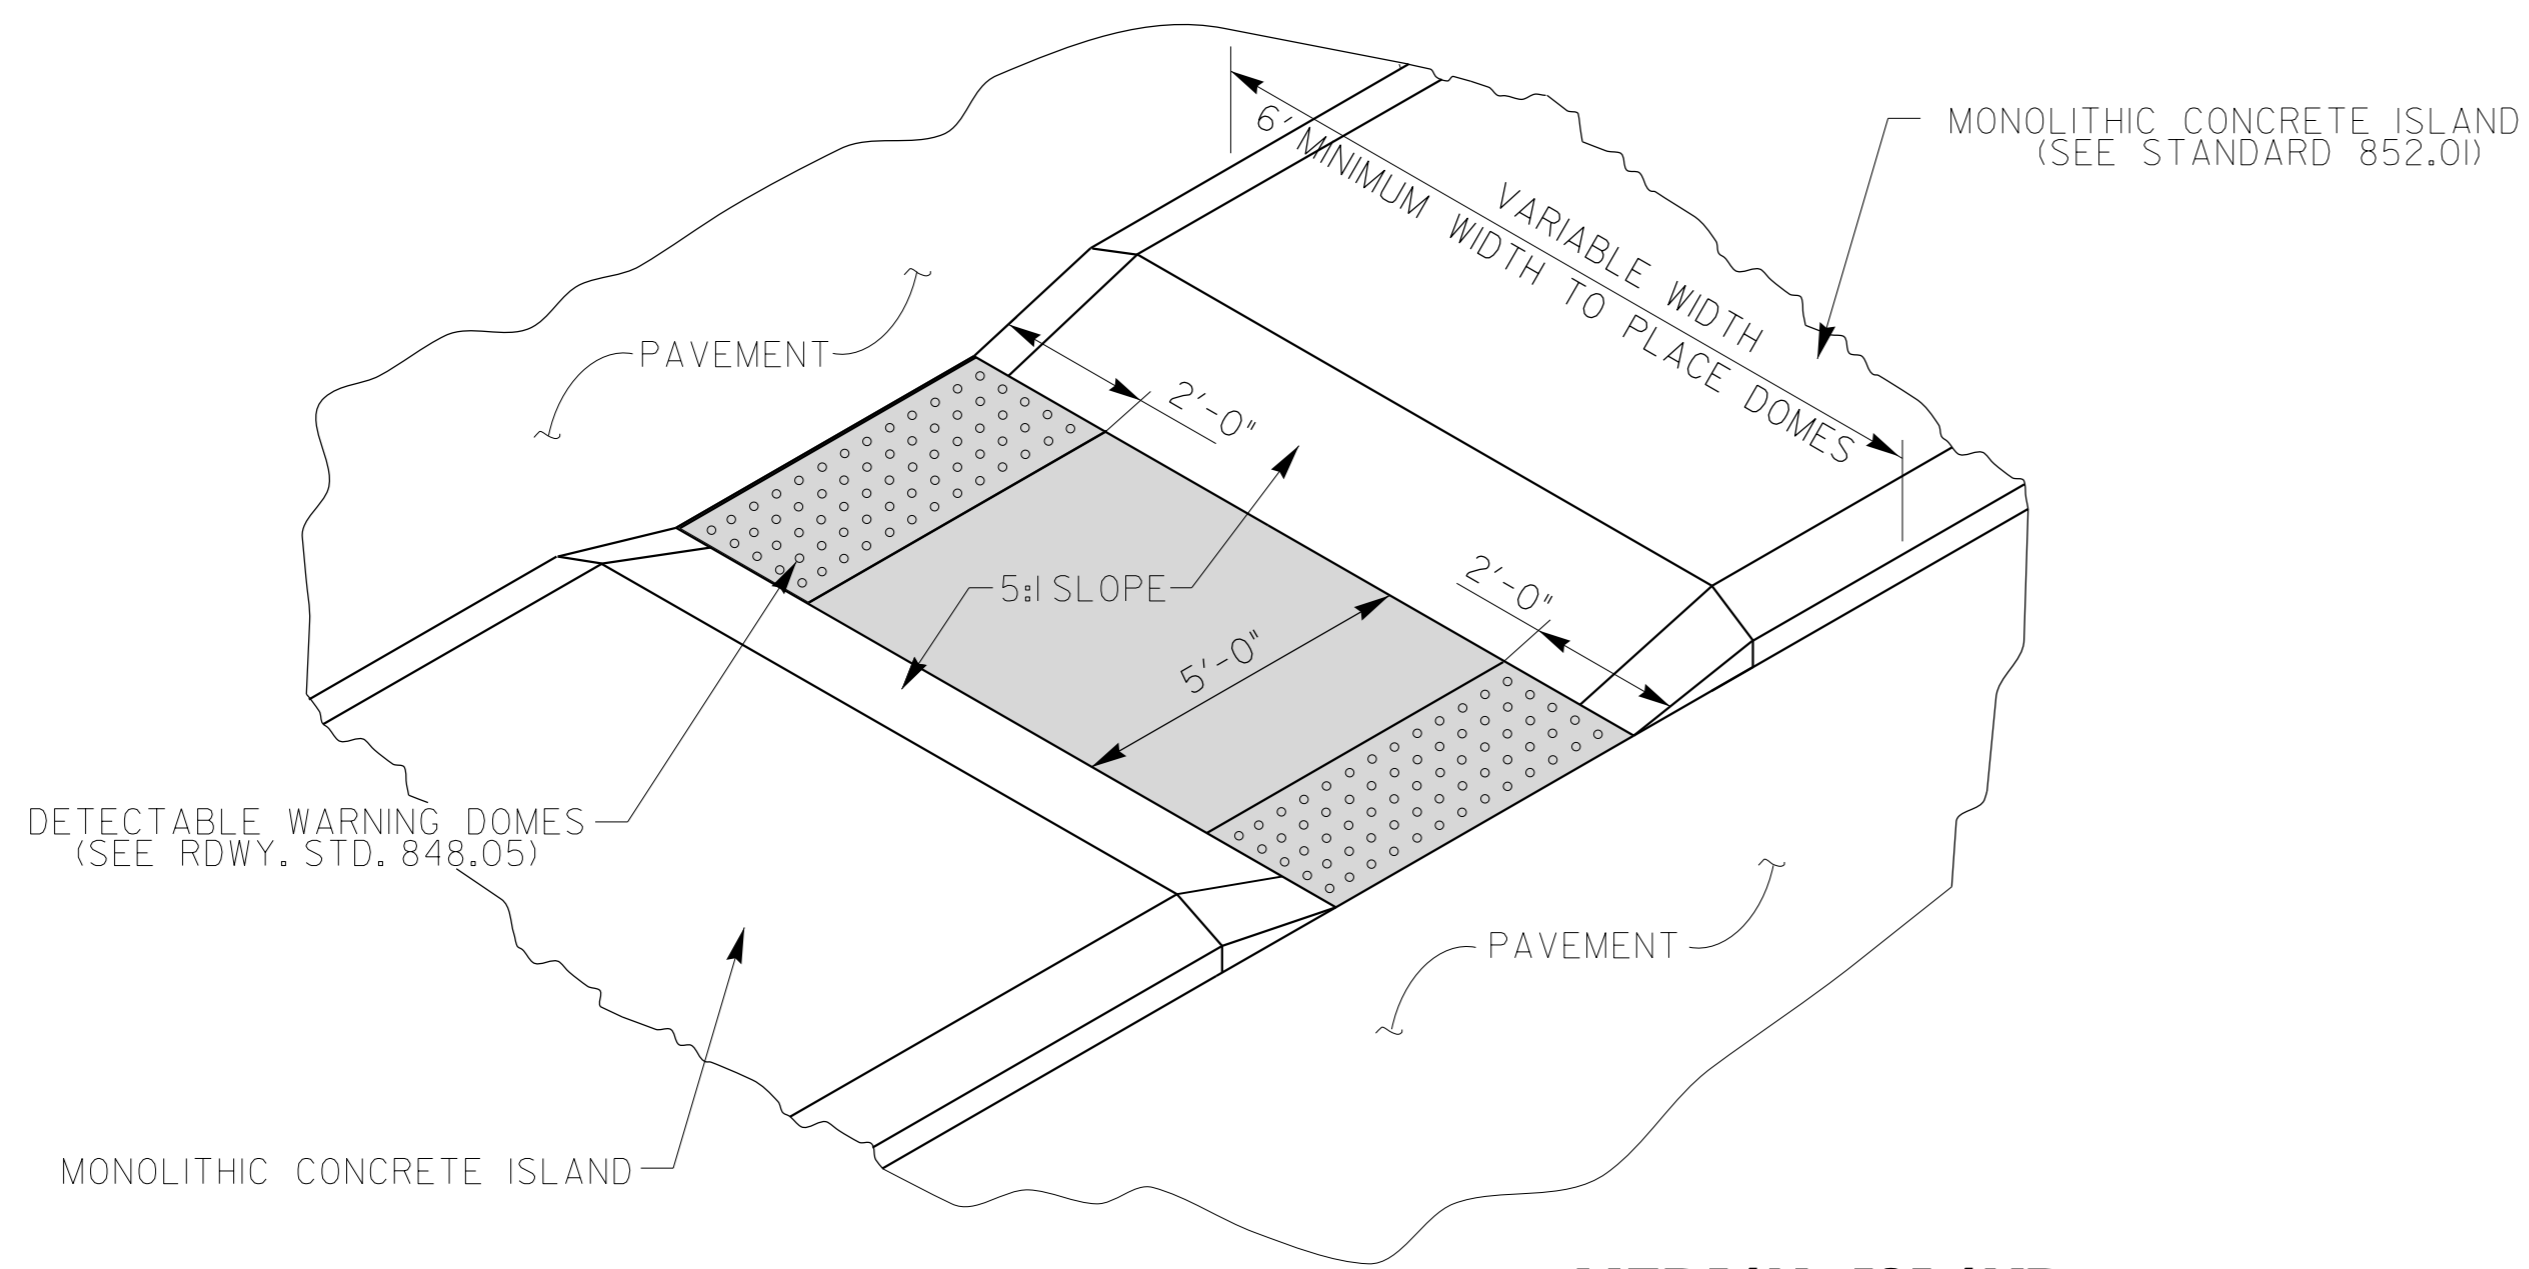 MONOLITHIC CONCRETE ISLAND
(SEE STANDARD 852.01)
VARIABLE WIDTH
6' MINIMUM WIDTH TO PLACE DOMES
PAVEMENT
2'-0"
5:1 SLOPE
2'-0"
5'-0"
DETECTABLE WARNING DOMES
(SEE RDWY. STD. 848.05)
PAVEMENT
MONOLITHIC CONCRETE ISLAND